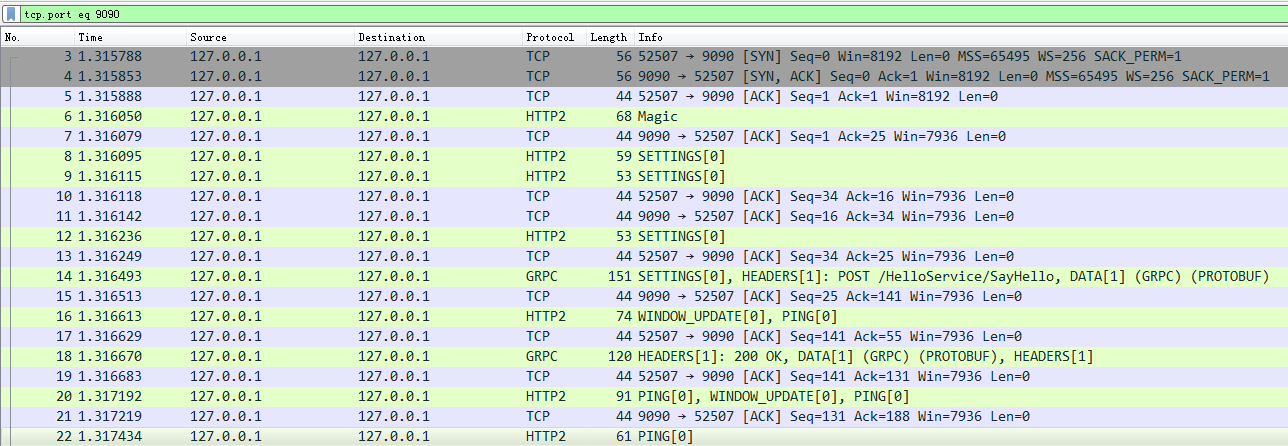 tcp.port eq 9090
No. Time Source Destination Protocol Length Info
3 1.315788 127.0.0.1 127.0.0.1 TCP 56 52507 → 9090 [SYN] Seq=0 Win=8192 Len=0 MSS=65495 WS=256 SACK_PERM=1
4 1.315853 127.0.0.1 127.0.0.1 TCP 56 9090 → 52507 [SYN, ACK] Seq=0 Ack=1 Win=8192 Len=0 MSS=65495 WS=256 SACK_PERM=1
5 1.315888 127.0.0.1 127.0.0.1 TCP 44 52507 → 9090 [ACK] Seq=1 Ack=1 Win=8192 Len=0
6 1.316050 127.0.0.1 127.0.0.1 HTTP2 68 Magic
7 1.316079 127.0.0.1 127.0.0.1 TCP 44 9090 → 52507 [ACK] Seq=1 Ack=25 Win=7936 Len=0
8 1.316095 127.0.0.1 127.0.0.1 HTTP2 59 SETTINGS[0]
9 1.316115 127.0.0.1 127.0.0.1 HTTP2 53 SETTINGS[0]
10 1.316118 127.0.0.1 127.0.0.1 TCP 44 52507 → 9090 [ACK] Seq=34 Ack=16 Win=7936 Len=0
11 1.316142 127.0.0.1 127.0.0.1 TCP 44 9090 → 52507 [ACK] Seq=16 Ack=34 Win=7936 Len=0
12 1.316236 127.0.0.1 127.0.0.1 HTTP2 53 SETTINGS[0]
13 1.316249 127.0.0.1 127.0.0.1 TCP 44 52507 → 9090 [ACK] Seq=34 Ack=25 Win=7936 Len=0
14 1.316493 127.0.0.1 127.0.0.1 GRPC 151 SETTINGS[0], HEADERS[1]: POST /HelloService/SayHello, DATA[1] (GRPC) (PROTOBUF)
15 1.316513 127.0.0.1 127.0.0.1 TCP 44 9090 → 52507 [ACK] Seq=25 Ack=141 Win=7936 Len=0
16 1.316613 127.0.0.1 127.0.0.1 HTTP2 74 WINDOW_UPDATE[0], PING[0]
17 1.316629 127.0.0.1 127.0.0.1 TCP 44 52507 → 9090 [ACK] Seq=141 Ack=55 Win=7936 Len=0
18 1.316670 127.0.0.1 127.0.0.1 GRPC 120 HEADERS[1]: 200 OK, DATA[1] (GRPC) (PROTOBUF), HEADERS[1]
19 1.316683 127.0.0.1 127.0.0.1 TCP 44 52507 → 9090 [ACK] Seq=141 Ack=131 Win=7936 Len=0
20 1.317192 127.0.0.1 127.0.0.1 HTTP2 91 PING[0], WINDOW_UPDATE[0], PING[0]
21 1.317219 127.0.0.1 127.0.0.1 TCP 44 9090 → 52507 [ACK] Seq=131 Ack=188 Win=7936 Len=0
22 1.317434 127.0.0.1 127.0.0.1 HTTP2 61 PING[0]